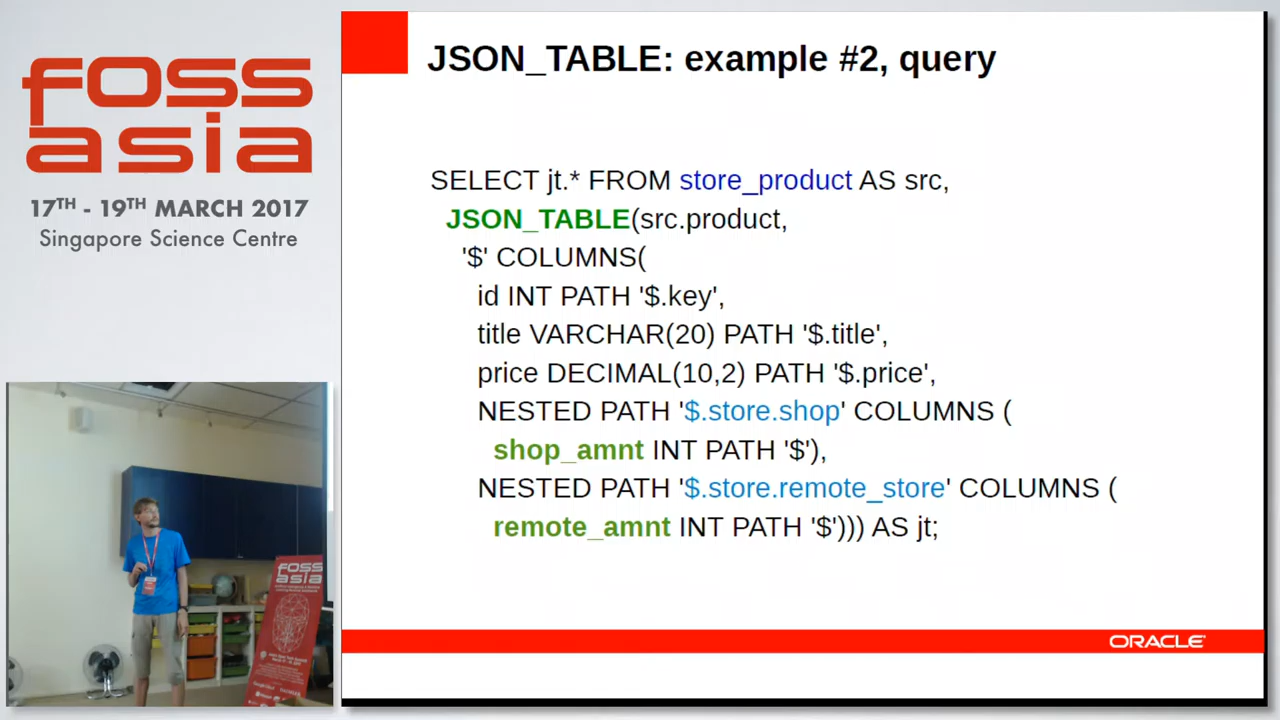 foss
asia
17TH - 19TH MARCH 2017
Singapore Science Centre
JSON_TABLE: example #2, query
SELECT jt.* FROM store_product AS src,
JSON_TABLE(src.product,
'$' COLUMNS(
id INT PATH '$.key',
title VARCHAR(20) PATH '$.title',
price DECIMAL(10,2) PATH '$.price',
NESTED PATH '$.store.shop' COLUMNS (
shop_amnt INT PATH '$'),
NESTED PATH '$.store.remote_store' COLUMNS (
remote_amnt INT PATH '$'))) AS jt;
ORACLE
foss
asia